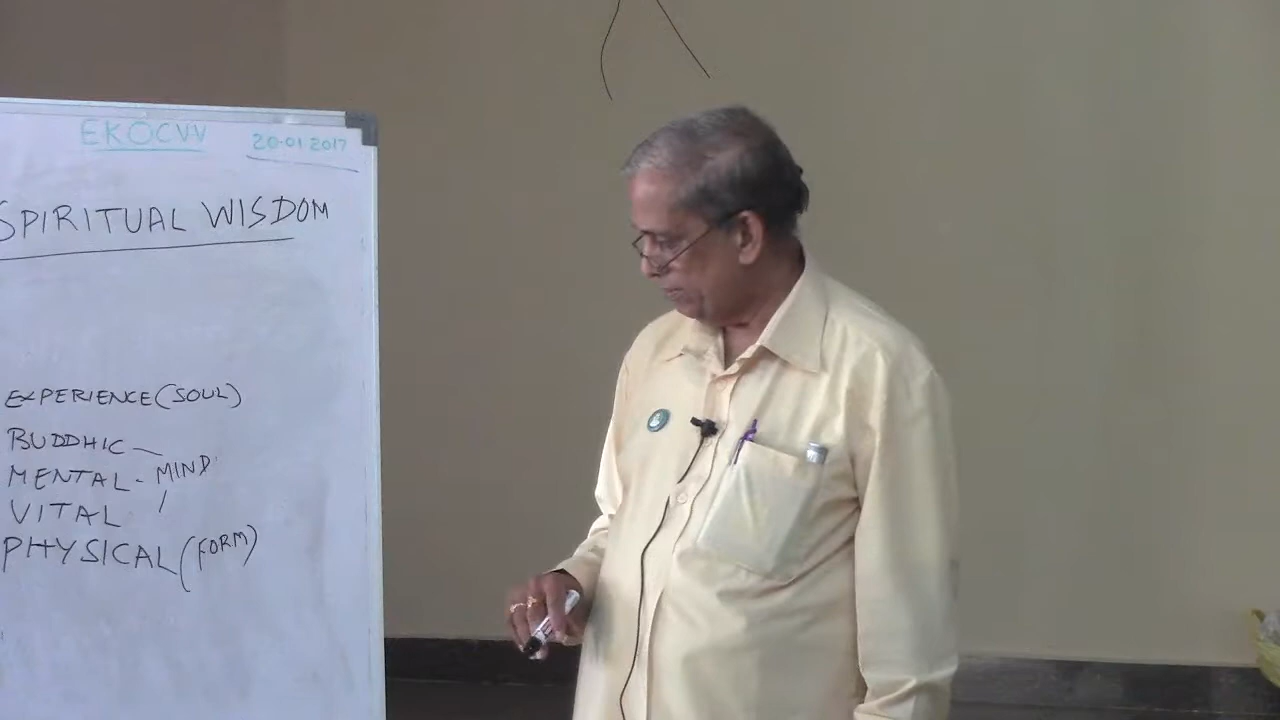 EKOCVV 20-01 2017
SPIRITUAL WISDOM
EXPERIENCE (SOUL)
BUDDHIC
MENTAL - MIND
VITAL
PHYSICAL (FORM)